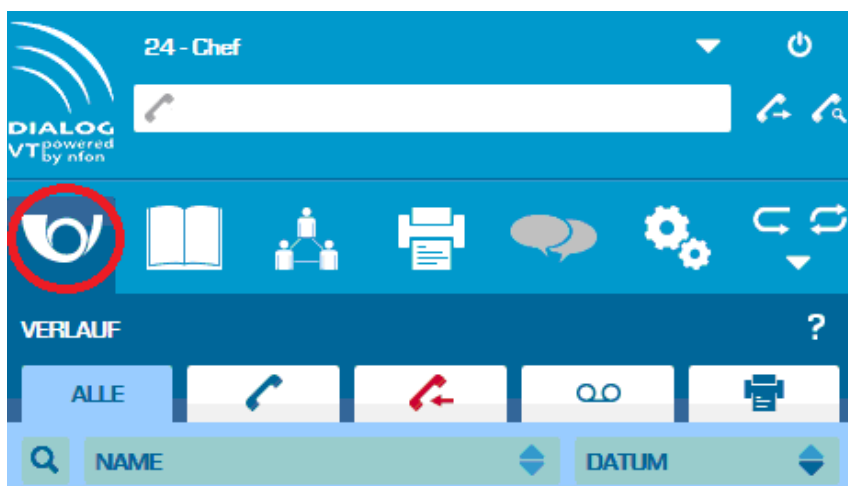 24 - Chef
DIALOG
VT powered
by nfon
VERLAUF
?
ALLE
NAME
DATUM